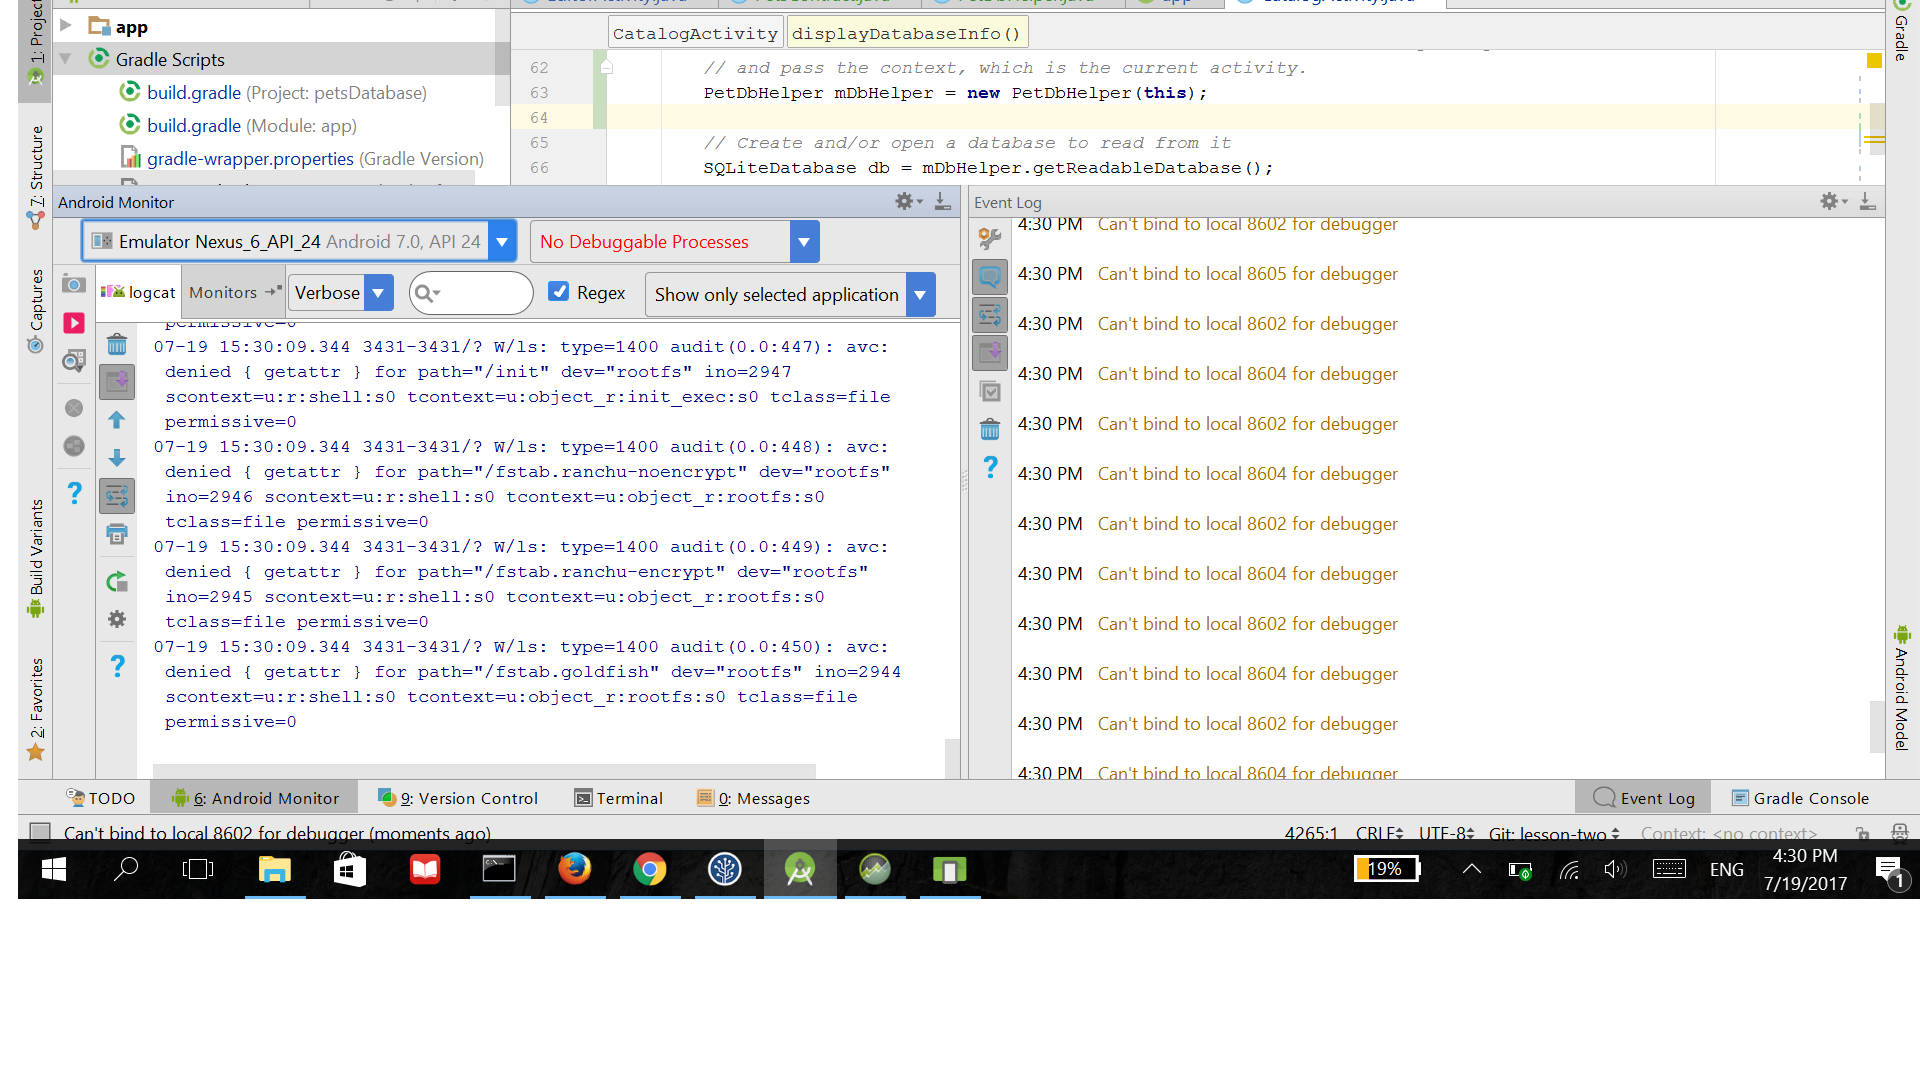 app
Gradle Scripts
build.gradle (Project: petsDatabase)
build.gradle (Module: app)
gradle-wrapper.properties (Gradle Version)
CatalogActivity
displayDatabaseInfo()
62 // and pass the context, which is the current activity.
63 PetDbHelper mDbHelper = new PetDbHelper(this);
64
65 // Create and/or open a database to read from it
66 SQLiteDatabase db = mDbHelper.getReadableDatabase();
1: Project
7: Structure
Captures
Build Variants
2: Favorites
Gradle
Android Model
Android Monitor
Emulator Nexus_6_API_24 Android 7.0, API 24
No Debuggable Processes
logcat
Monitors
Verbose
Regex
Show only selected application
permissive=0
07-19 15:30:09.344 3431-3431/? W/ls: type=1400 audit(0.0:447): avc:
denied { getattr } for path="/init" dev="rootfs" ino=2947
scontext=u:r:shell:s0 tcontext=u:object_r:init_exec:s0 tclass=file
permissive=0
07-19 15:30:09.344 3431-3431/? W/ls: type=1400 audit(0.0:448): avc:
denied { getattr } for path="/fstab.ranchu-noencrypt" dev="rootfs"
ino=2946 scontext=u:r:shell:s0 tcontext=u:object_r:rootfs:s0
tclass=file permissive=0
07-19 15:30:09.344 3431-3431/? W/ls: type=1400 audit(0.0:449): avc:
denied { getattr } for path="/fstab.ranchu-encrypt" dev="rootfs"
ino=2945 scontext=u:r:shell:s0 tcontext=u:object_r:rootfs:s0
tclass=file permissive=0
07-19 15:30:09.344 3431-3431/? W/ls: type=1400 audit(0.0:450): avc:
denied { getattr } for path="/fstab.goldfish" dev="rootfs" ino=2944
scontext=u:r:shell:s0 tcontext=u:object_r:rootfs:s0 tclass=file
permissive=0
Event Log
4:30 PM Can't bind to local 8602 for debugger
4:30 PM Can't bind to local 8605 for debugger
4:30 PM Can't bind to local 8602 for debugger
4:30 PM Can't bind to local 8604 for debugger
4:30 PM Can't bind to local 8602 for debugger
4:30 PM Can't bind to local 8604 for debugger
4:30 PM Can't bind to local 8602 for debugger
4:30 PM Can't bind to local 8604 for debugger
4:30 PM Can't bind to local 8602 for debugger
4:30 PM Can't bind to local 8604 for debugger
4:30 PM Can't bind to local 8602 for debugger
4:30 PM Can't bind to local 8604 for debugger
TODO
6: Android Monitor
9: Version Control
Terminal
0: Messages
Event Log
Gradle Console
Can't bind to local 8602 for debugger (moments ago)
4265:1 CRLF UTF-8 Git: lesson-two Context: <no context>
19%
ENG
4:30 PM
7/19/2017
1